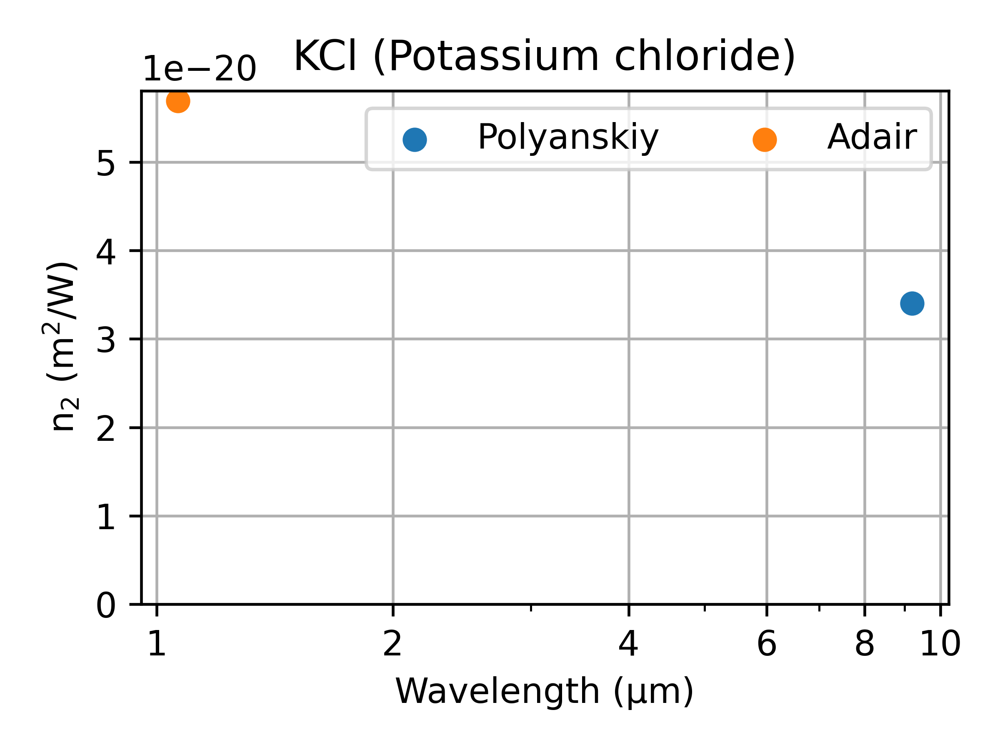 KCl (Potassium chloride)
1e−20
Polyanskiy Adair
5
4
3
2
1
0
n₂ (m²/W)
1 2 4 6 8 10
Wavelength (µm)